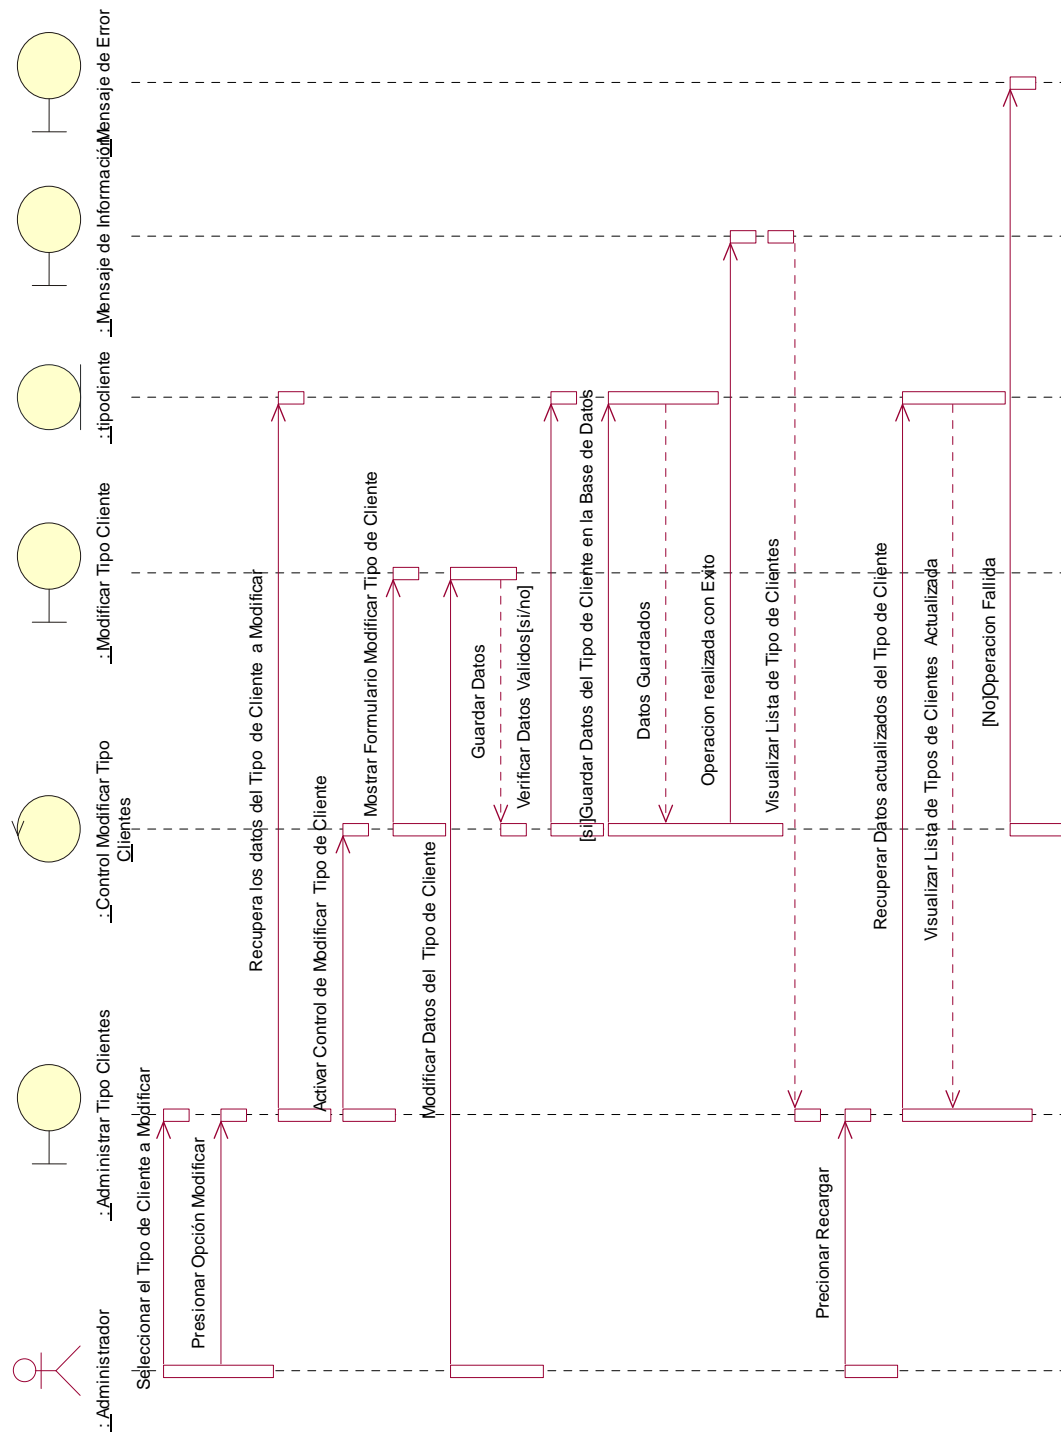 : Administrador
: Administrar Tipo Clientes
: Control Modificar Tipo
Clientes
: Modificar Tipo Cliente
: tipocliente
: Mensaje de Información
: Mensaje de Error
Seleccionar el Tipo de Cliente a Modificar
Presionar Opción Modificar
Recupera los datos del Tipo de Cliente a Modificar
Activar Control de Modificar Tipo de Cliente
Mostrar Formulario Modificar Tipo de Cliente
Modificar Datos del Tipo de Cliente
Guardar Datos
Verificar Datos Validos[si/no]
[si]Guardar Datos del Tipo de Cliente en la Base de Datos
Datos Guardados
Operacion realizada con Exito
Visualizar Lista de Tipo de Clientes
Precionar Recargar
Recuperar Datos actualizados del Tipo de Cliente
Visualizar Lista de Tipos de Clientes Actualizada
[No]Operacion Fallida